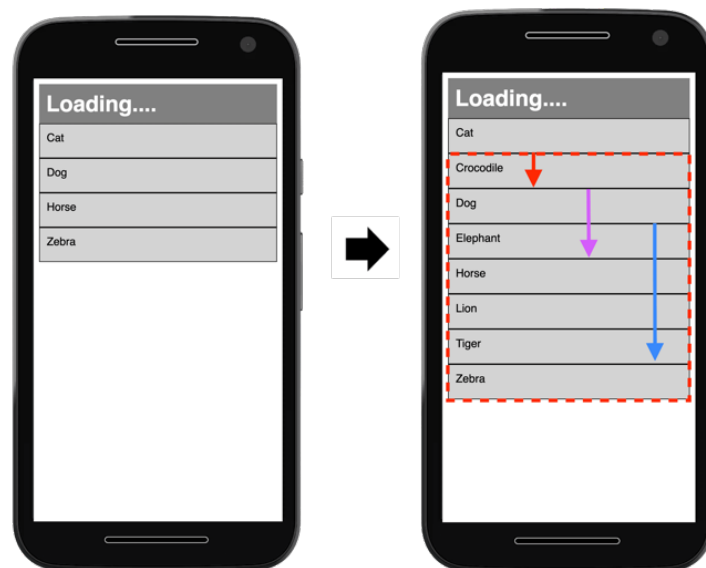 Loading....
Cat
Dog
Horse
Zebra
Loading....
Cat
Crocodile
Dog
Elephant
Horse
Lion
Tiger
Zebra